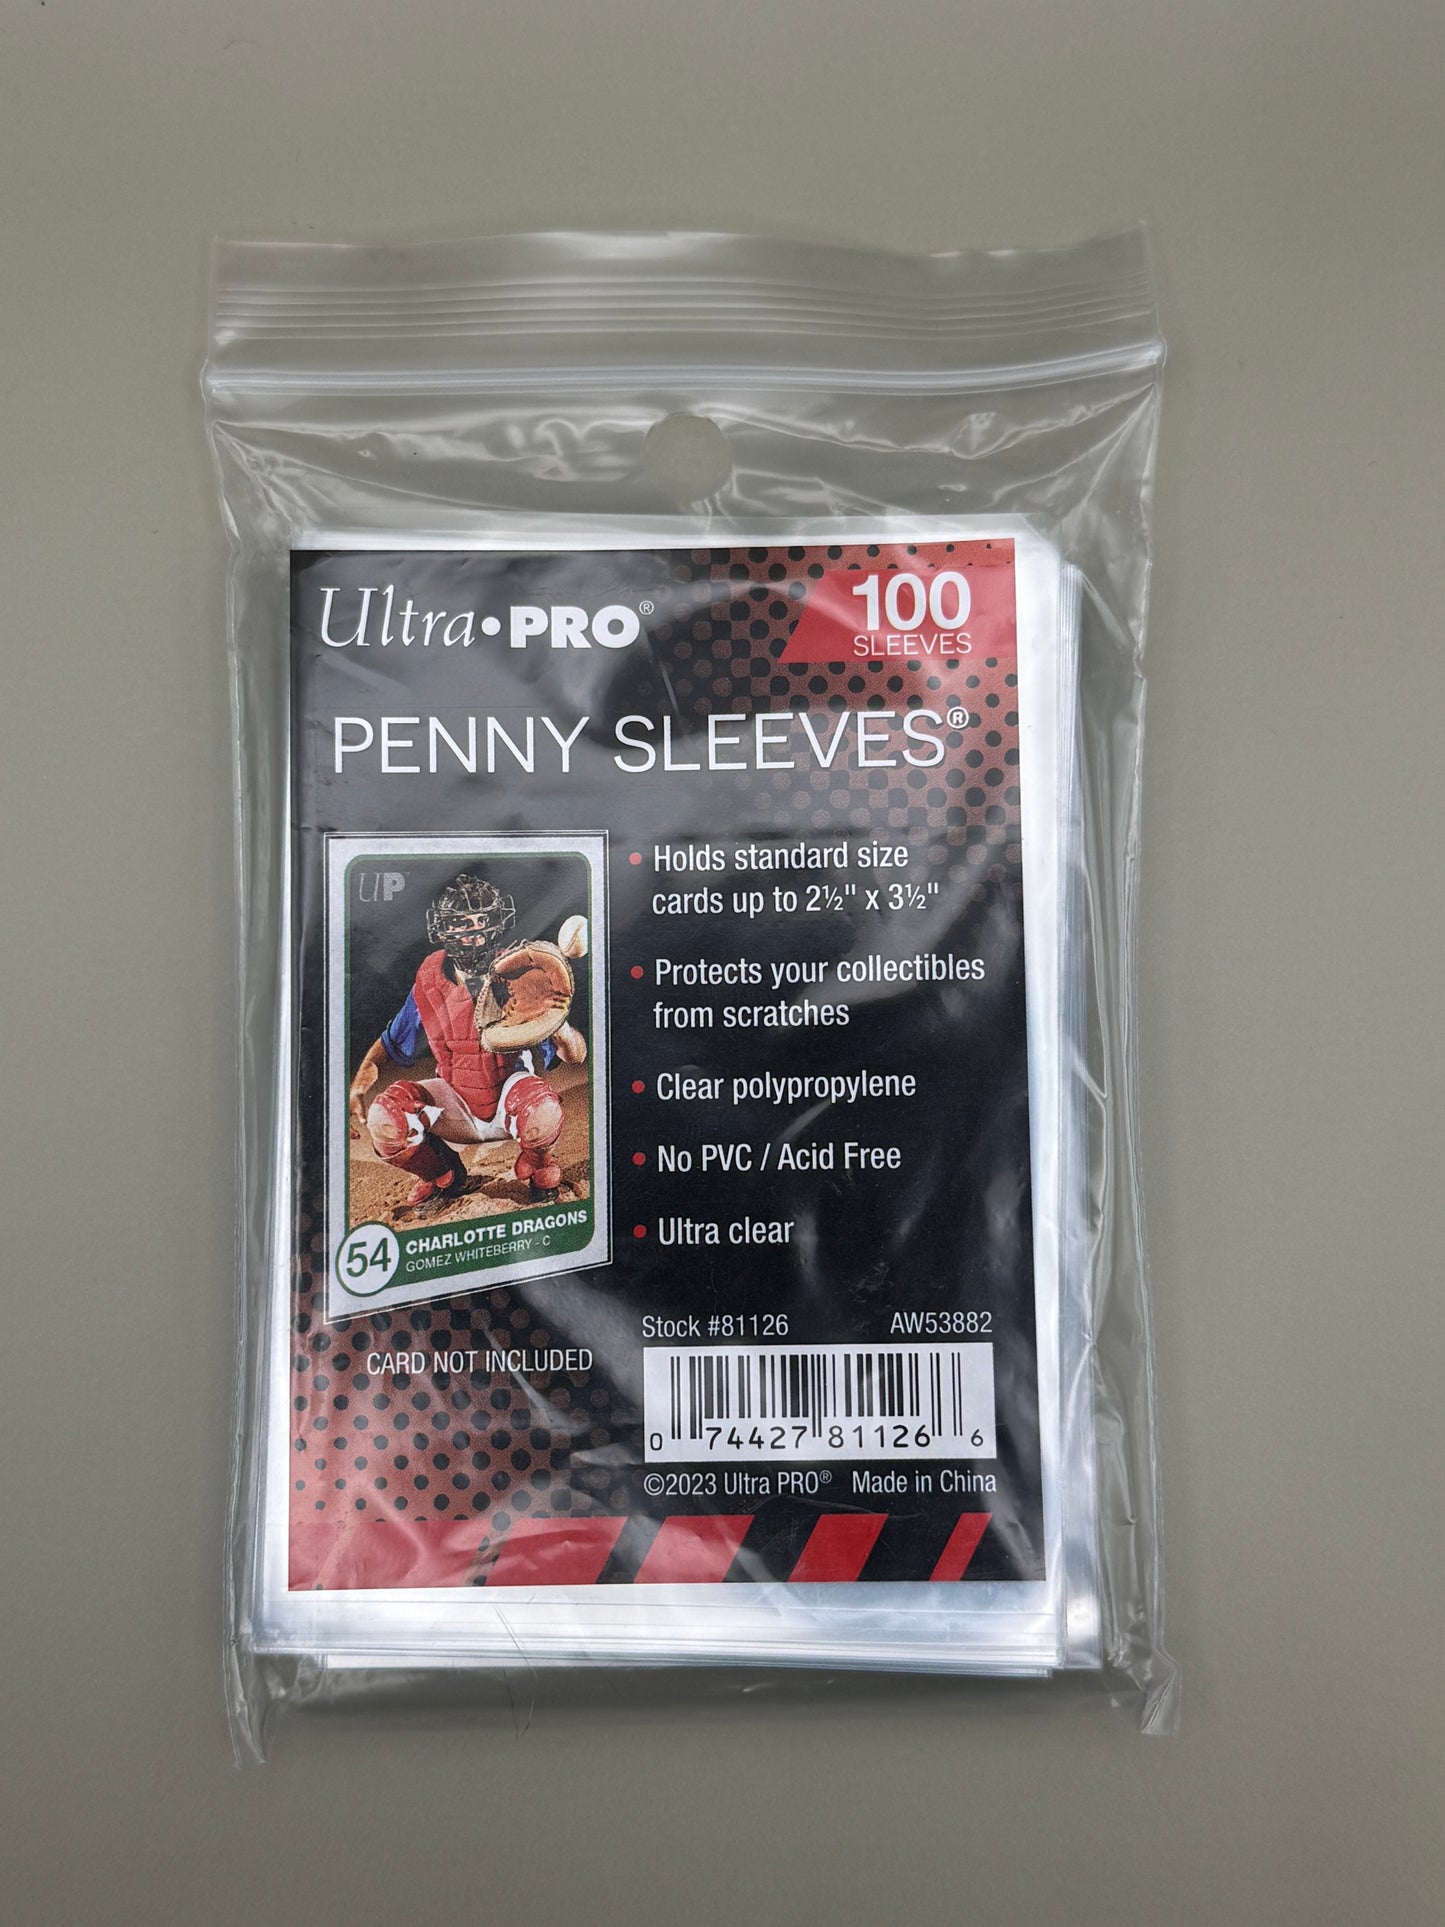 Ultra•PRO®
100
SLEEVES
PENNY SLEEVES®
UP
54
CHARLOTTE DRAGONS
GOMEZ WHITEBERRY - C
CARD NOT INCLUDED
• Holds standard size
cards up to 2½" x 3½"
• Protects your collectibles
from scratches
• Clear polypropylene
• No PVC / Acid Free
• Ultra clear
Stock #81126 AW53882
0 74427 81126 6
©2023 Ultra PRO® Made in China